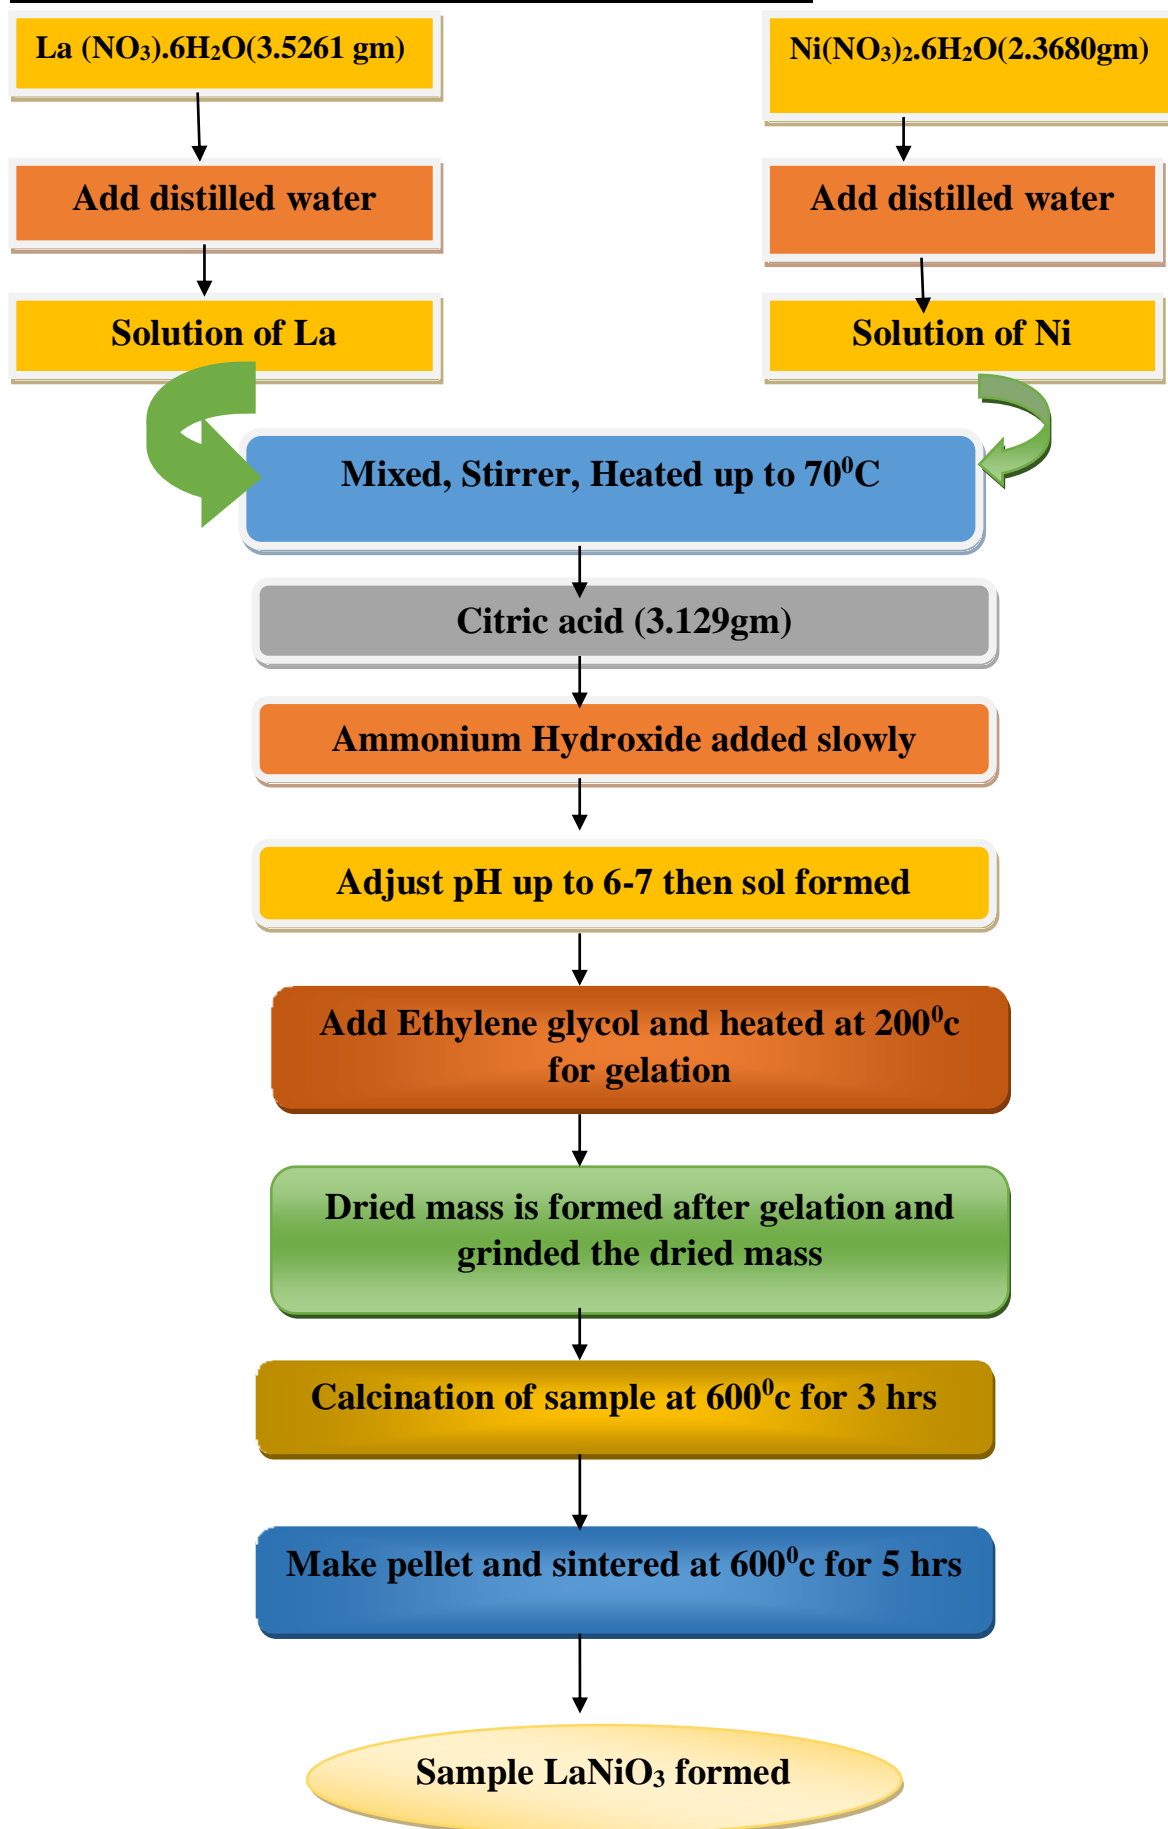 La (NO₃).6H₂O(3.5261 gm)
Ni(NO₃)₂.6H₂O(2.3680gm)
Add distilled water
Add distilled water
Solution of La
Solution of Ni
Mixed, Stirrer, Heated up to 70⁰C
Citric acid (3.129gm)
Ammonium Hydroxide added slowly
Adjust pH up to 6-7 then sol formed
Add Ethylene glycol and heated at 200⁰c
for gelation
Dried mass is formed after gelation and
grinded the dried mass
Calcination of sample at 600⁰c for 3 hrs
Make pellet and sintered at 600⁰c for 5 hrs
Sample LaNiO₃ formed